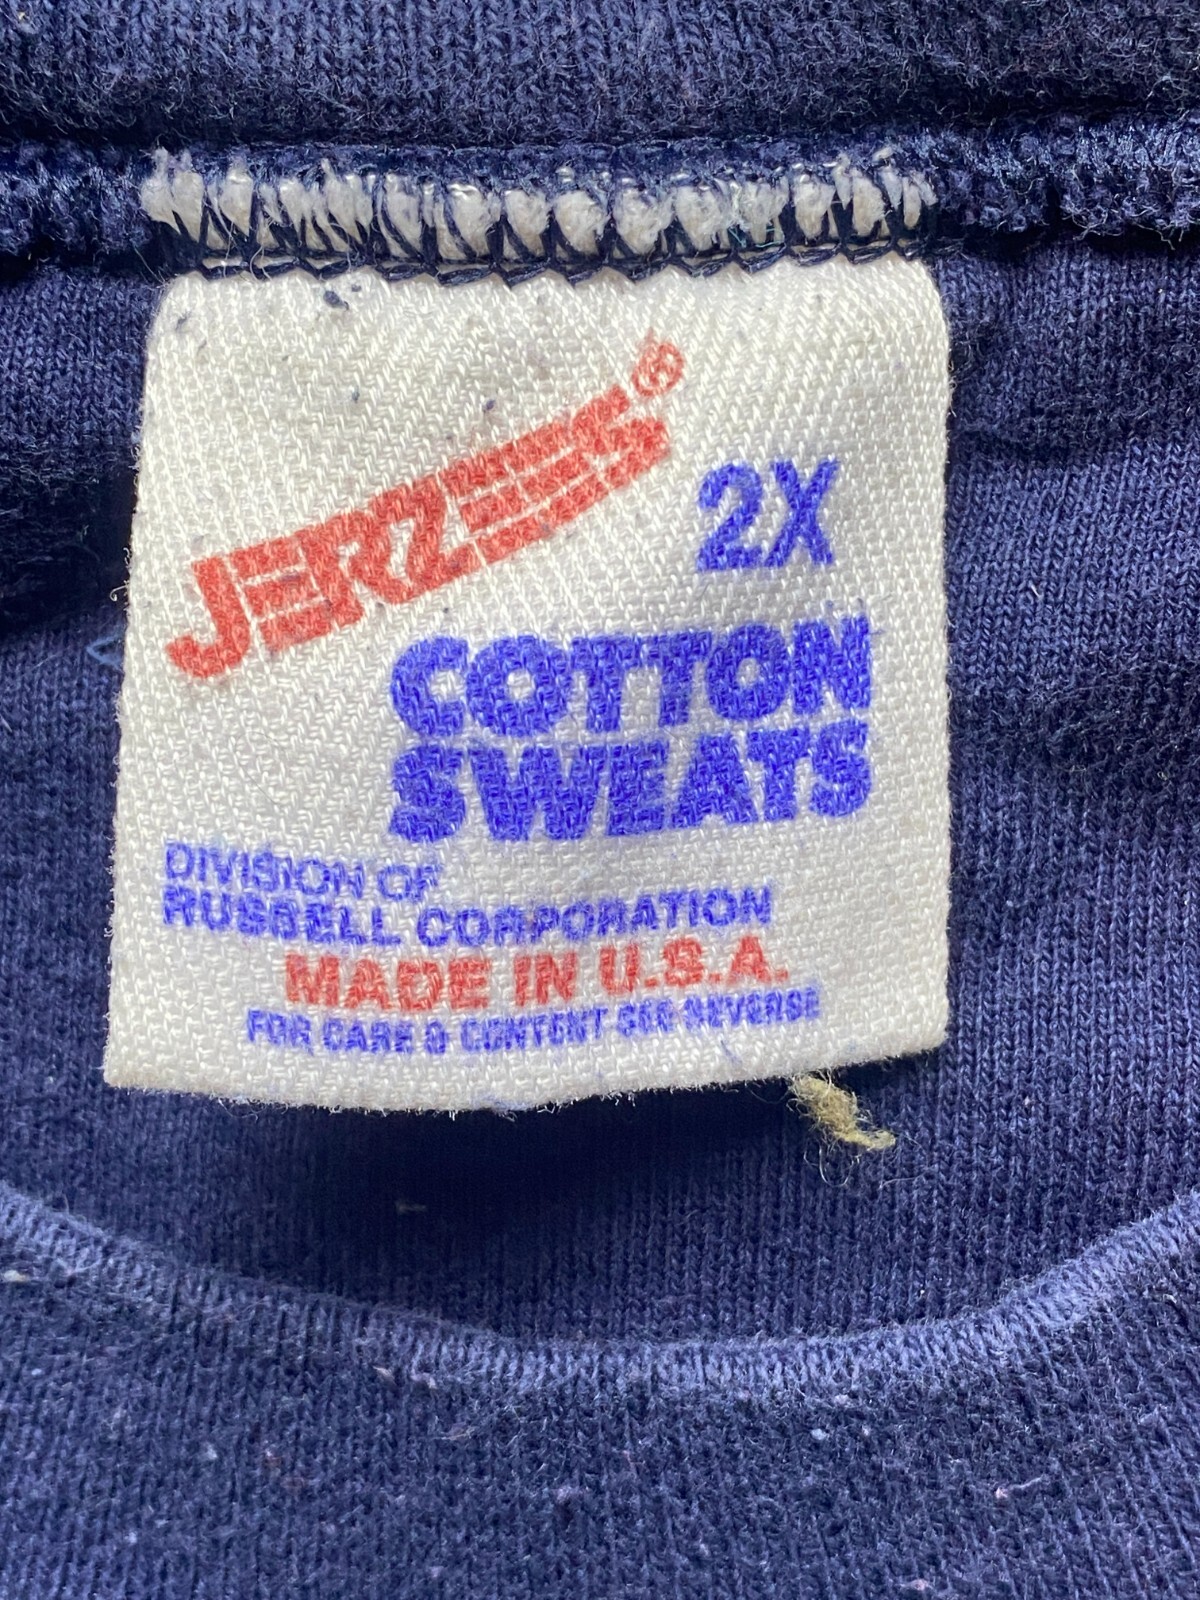 JERZEES®
2X
COTTON
SWEATS
DIVISION OF
RUSSELL CORPORATION
MADE IN U.S.A.
FOR CARE & CONTENT SEE REVERSE